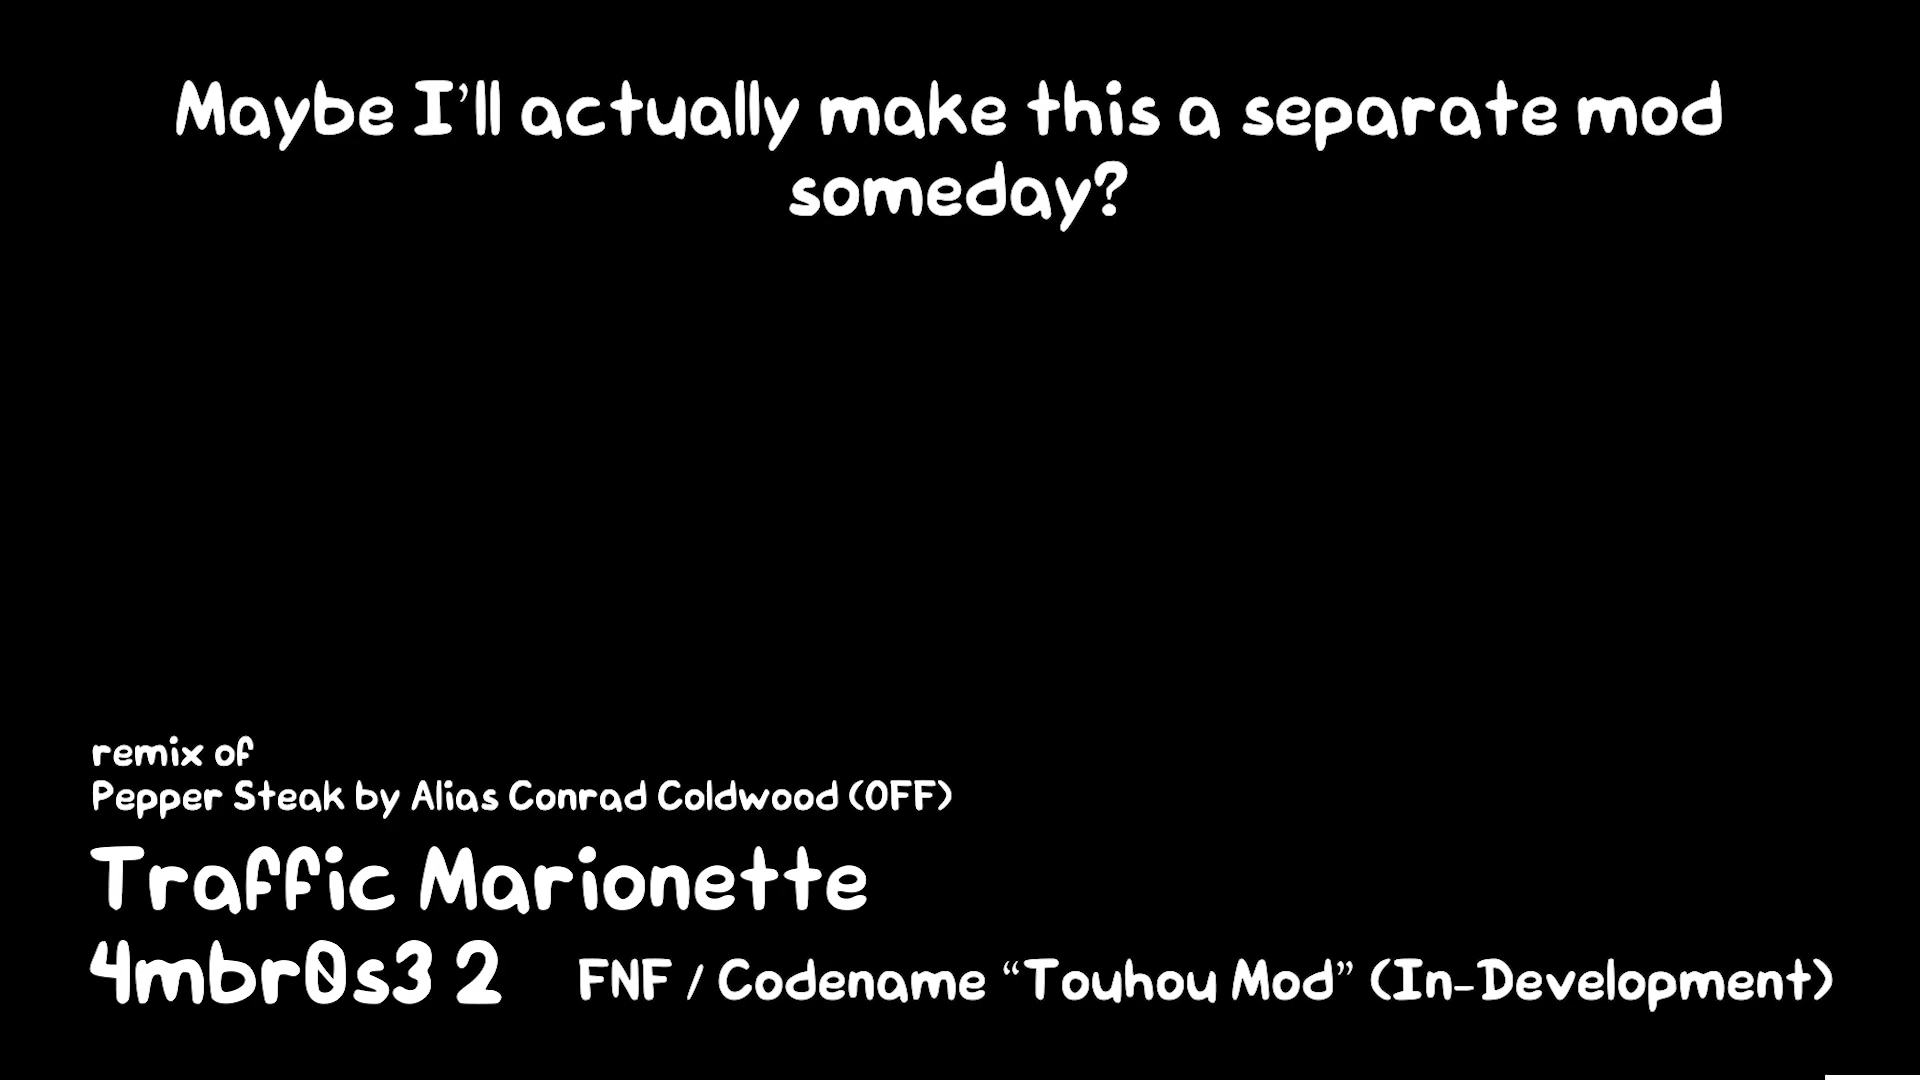 Maybe I'll actually make this a separate mod
someday?
remix of
Pepper Steak by Alias Conrad Coldwood (OFF)
Traffic Marionette
4mbr0s3 2
FNF / Codename “Touhou Mod” (In-Development)